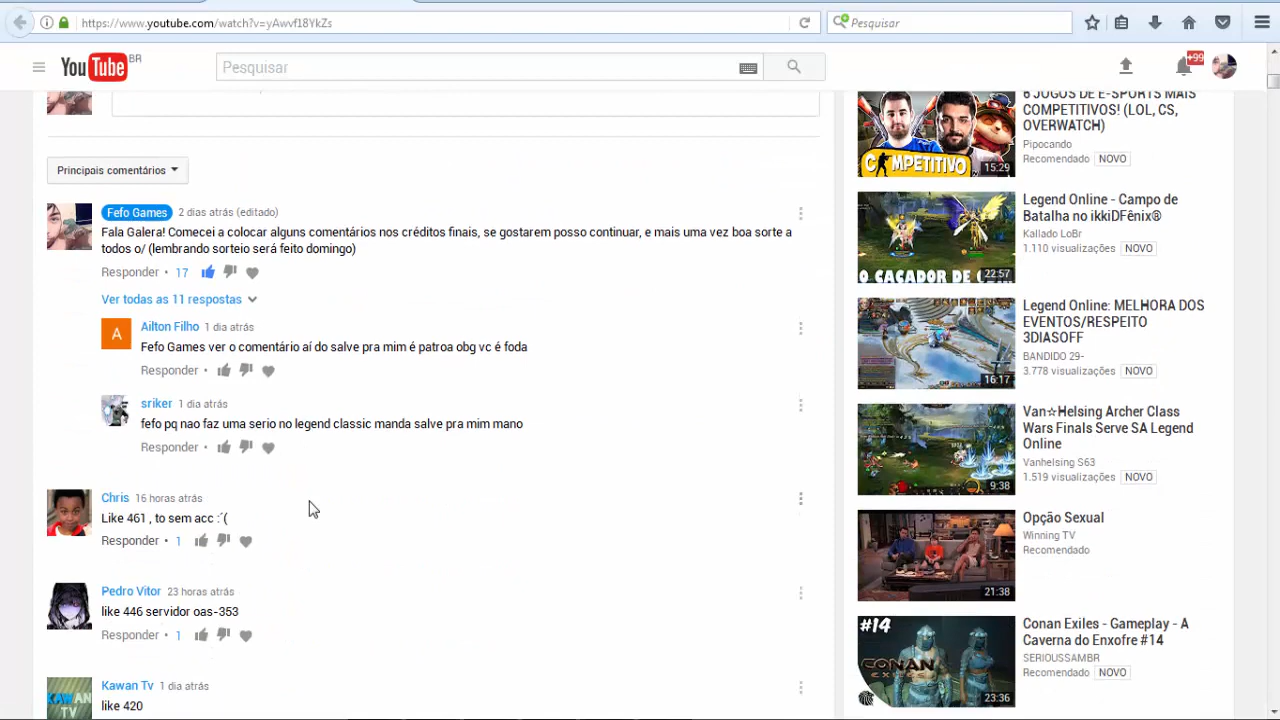 https://www.youtube.com/watch?v=yAwvf18YkZs
Pesquisar
YouTube BR
Pesquisar
+99
Principais comentários
Fefo Games 2 dias atrás (editado)
Fala Galera! Comecei a colocar alguns comentários nos créditos finais, se gostarem posso continuar, e mais uma vez boa sorte a
todos o/ (lembrando sorteio será feito domingo)
Responder • 17
Ver todas as 11 respostas
A
Ailton Filho 1 dia atrás
Fefo Games ver o comentário aí do salve pra mim é patroa obg vc é foda
Responder •
sriker 1 dia atrás
fefo patrao faz uma serie no legend classic manda salve pra mim mano
Responder •
Chris 16 horas atrás
Like 461 , to sem acc :´(
Responder • 1
Pedro Vitor 23 horas atrás
like 446 servidor oas-353
Responder • 1
KAWAN
TV
Kawan Tv 1 dia atrás
like 420
COMPETITIVO
15:29
6 JOGOS DE E-SPORTS MAIS
COMPETITIVOS! (LOL, CS,
OVERWATCH)
Pipocando
Recomendado NOVO
O CAÇADOR DE
22:57
Legend Online - Campo de
Batalha no ikkiDFênix®
Kallado LoBr
1.110 visualizações NOVO
16:17
Legend Online: MELHORA DOS
EVENTOS/RESPEITO
3DIASOFF
BANDIDO 29-
3.778 visualizações NOVO
9:38
Van☆Helsing Archer Class
Wars Finals Serve SA Legend
Online
Vanhelsing S63
1.519 visualizações NOVO
21:38
Opção Sexual
Winning TV
Recomendado
#14
CONAN
EXILES
23:36
Conan Exiles - Gameplay - A
Caverna do Enxofre #14
SERIOUSSAMBR
Recomendado NOVO